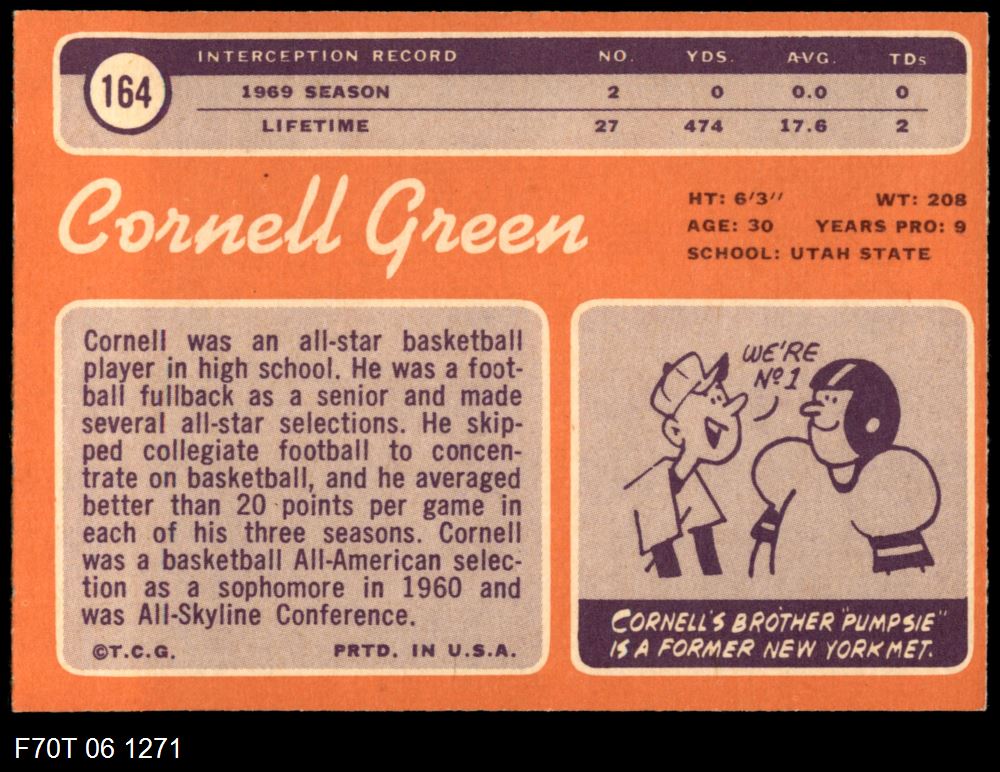 164
INTERCEPTION RECORD NO. YDS. AVG. TDs
1969 SEASON 2 0 0.0 0
LIFETIME 27 474 17.6 2
Cornell Green
HT: 6'3'' WT: 208
AGE: 30 YEARS PRO: 9
SCHOOL: UTAH STATE
Cornell was an all-star basketball
player in high school. He was a foot-
ball fullback as a senior and made
several all-star selections. He skip-
ped collegiate football to concen-
trate on basketball, and he averaged
better than 20 points per game in
each of his three seasons. Cornell
was a basketball All-American selec-
tion as a sophomore in 1960 and
was All-Skyline Conference.
©T.C.G. PRTD. IN U.S.A.
WE'RE
Nº 1
CORNELL'S BROTHER "PUMPSIE"
IS A FORMER NEW YORK MET.
F70T 06 1271